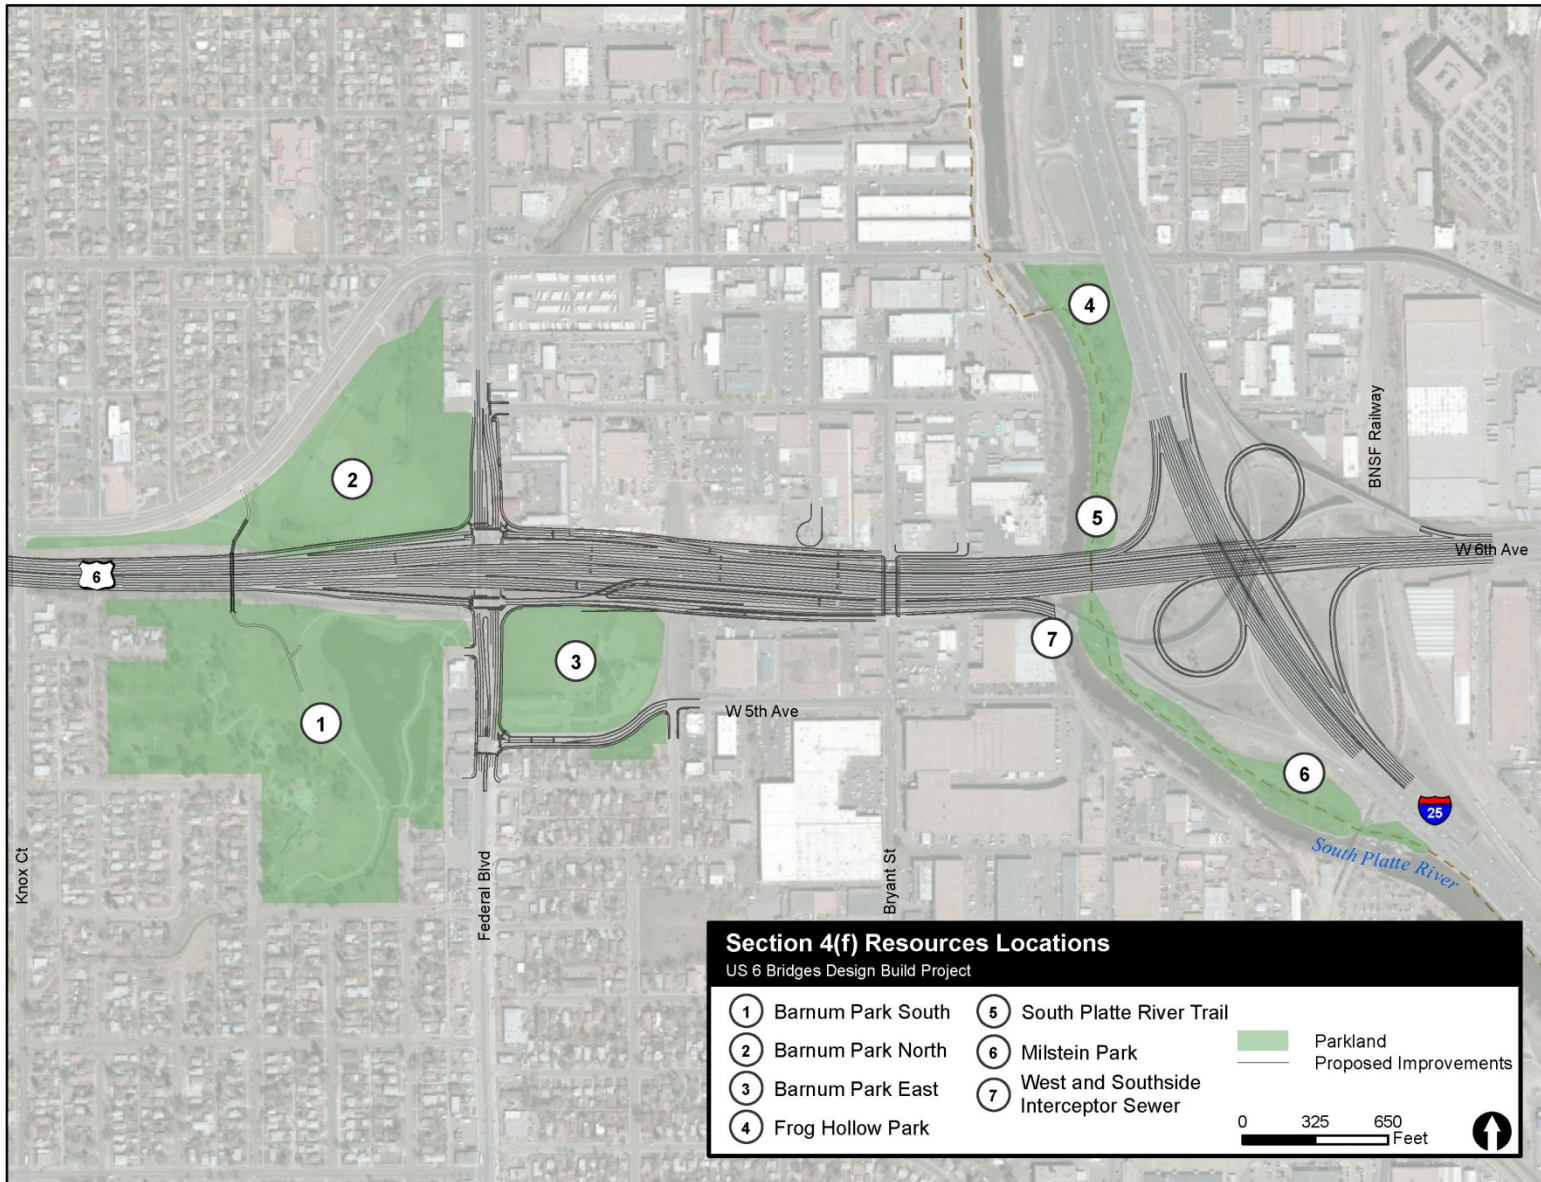 4
2
5
BNSF Railway
W 6th Ave
6
7
3
1
W 5th Ave
6
25
South Platte River
Knox Ct
Federal Blvd
Bryant St
Section 4(f) Resources Locations
US 6 Bridges Design Build Project
1 Barnum Park South
2 Barnum Park North
3 Barnum Park East
4 Frog Hollow Park
5 South Platte River Trail
6 Milstein Park
7 West and Southside
Interceptor Sewer
Parkland
Proposed Improvements
0 325 650
Feet